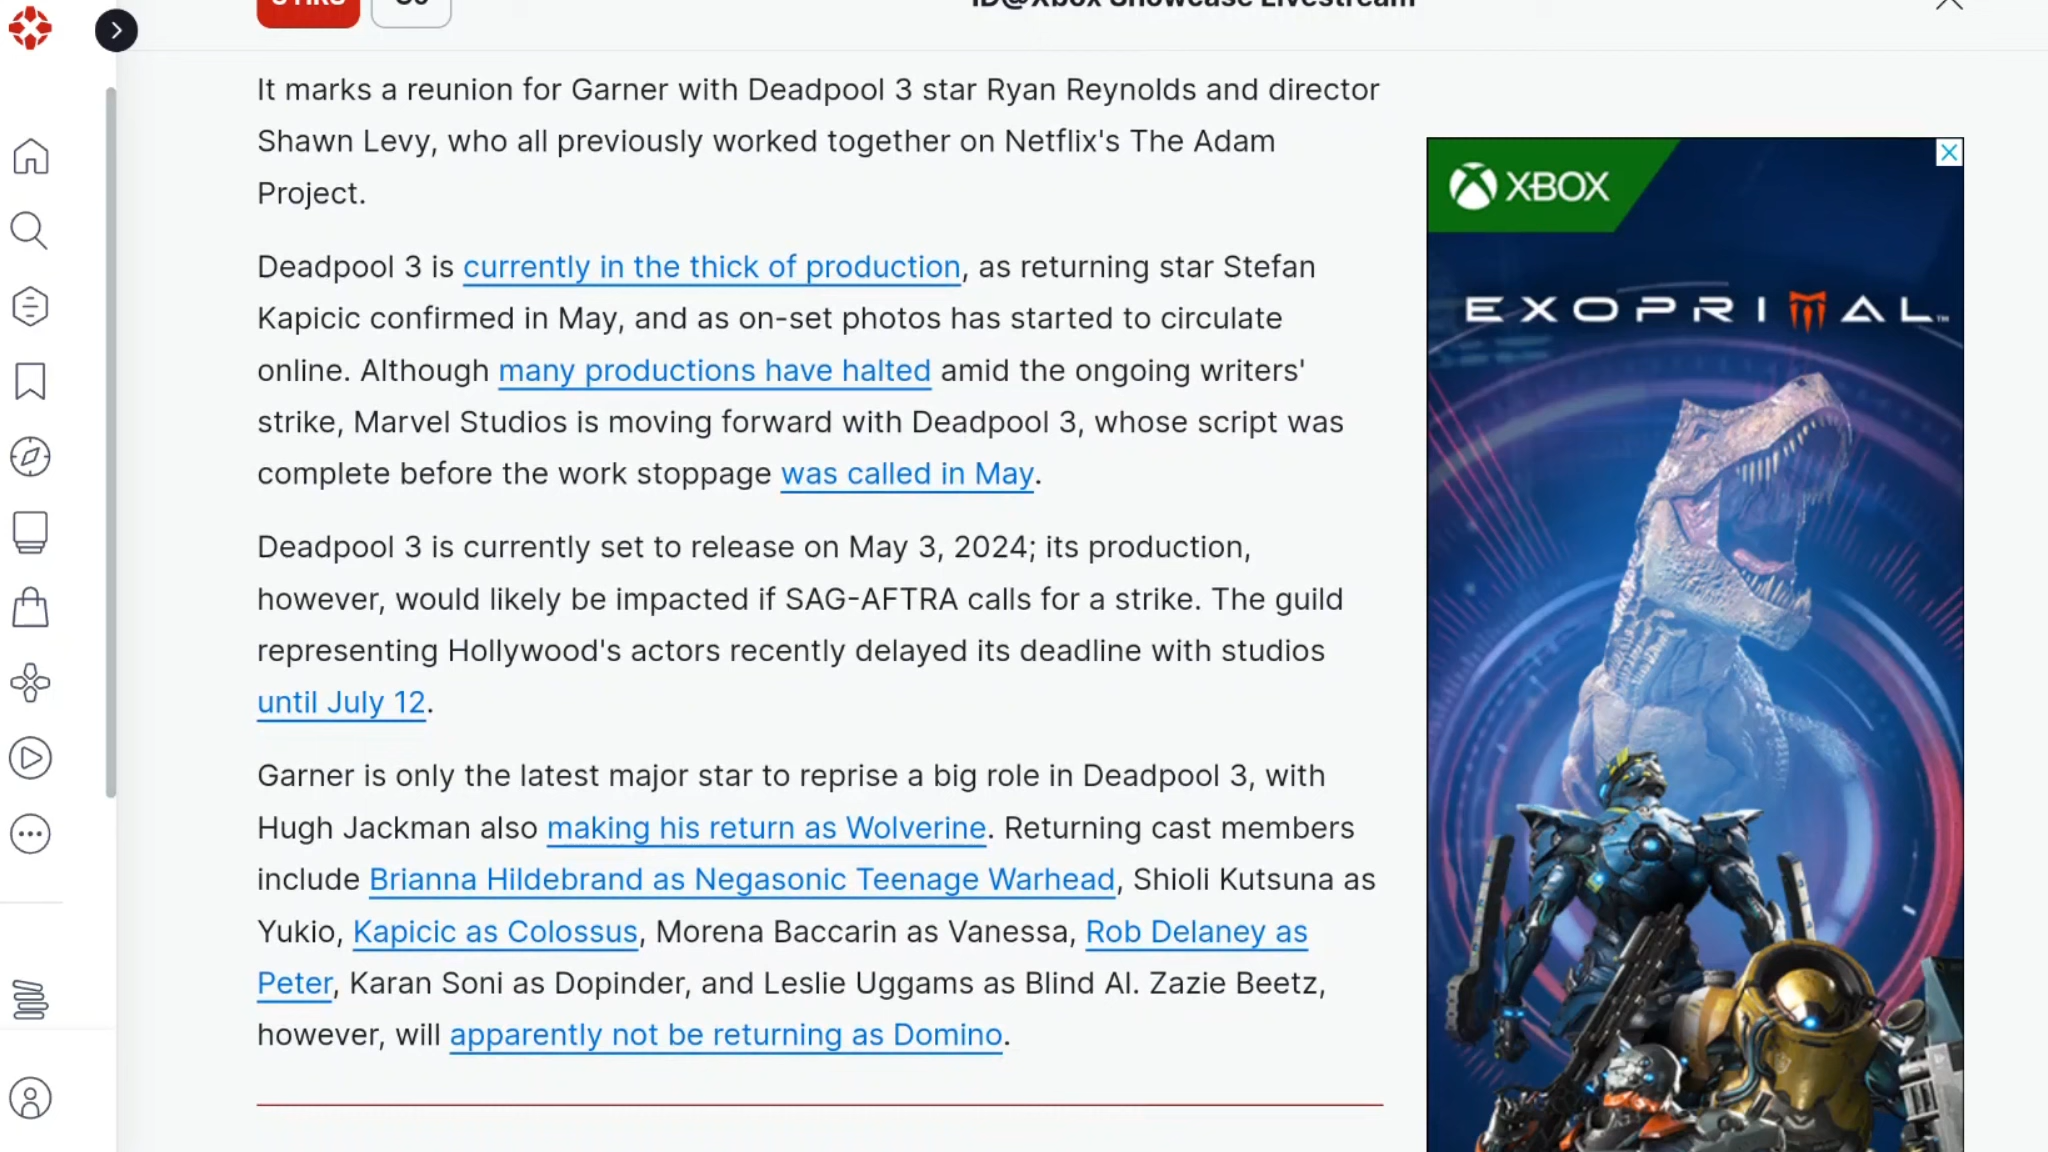 ID@Xbox Showcase Livestream
It marks a reunion for Garner with Deadpool 3 star Ryan Reynolds and director
Shawn Levy, who all previously worked together on Netflix's The Adam
Project.
Deadpool 3 is currently in the thick of production, as returning star Stefan
Kapicic confirmed in May, and as on-set photos has started to circulate
online. Although many productions have halted amid the ongoing writers'
strike, Marvel Studios is moving forward with Deadpool 3, whose script was
complete before the work stoppage was called in May.
Deadpool 3 is currently set to release on May 3, 2024; its production,
however, would likely be impacted if SAG-AFTRA calls for a strike. The guild
representing Hollywood's actors recently delayed its deadline with studios
until July 12.
Garner is only the latest major star to reprise a big role in Deadpool 3, with
Hugh Jackman also making his return as Wolverine. Returning cast members
include Brianna Hildebrand as Negasonic Teenage Warhead, Shioli Kutsuna as
Yukio, Kapicic as Colossus, Morena Baccarin as Vanessa, Rob Delaney as
Peter, Karan Soni as Dopinder, and Leslie Uggams as Blind Al. Zazie Beetz,
however, will apparently not be returning as Domino.
XBOX
EXOPRIMAL™